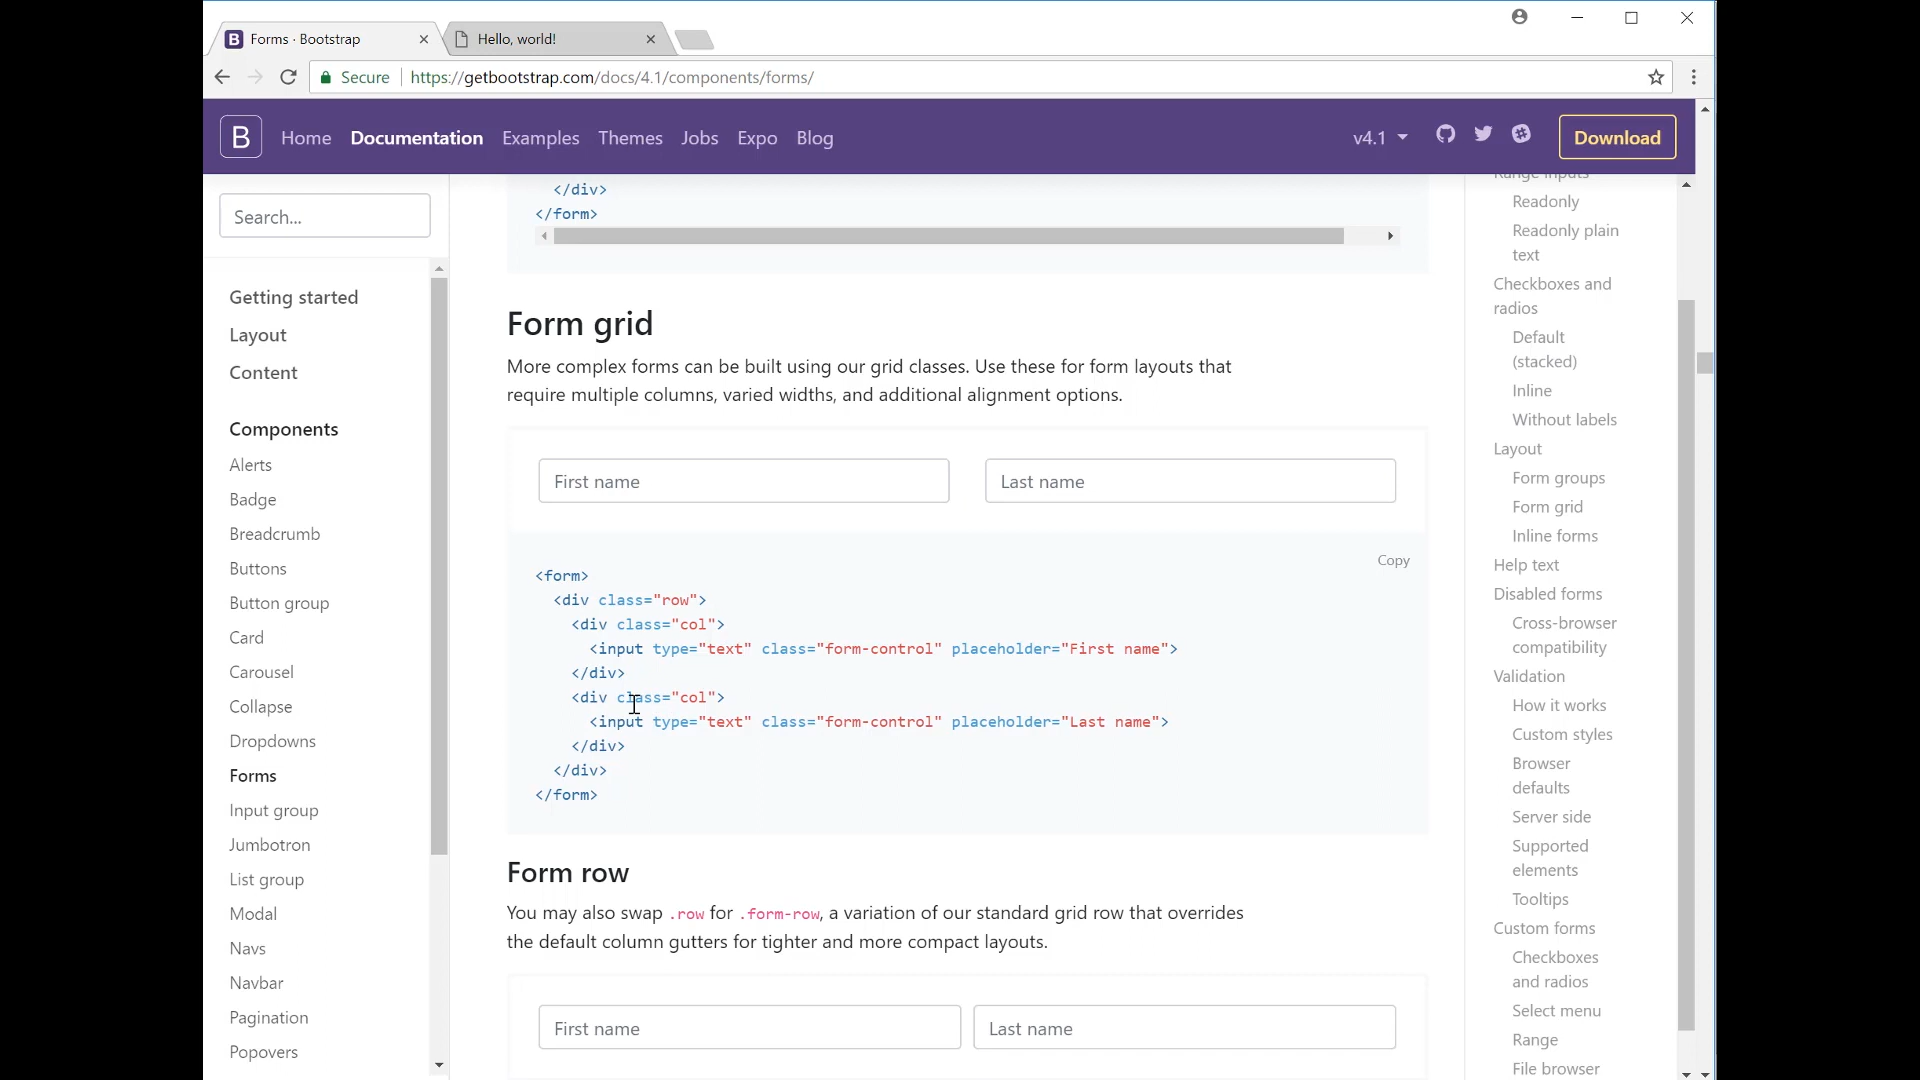 Forms · Bootstrap
Hello, world!
Secure
https://getbootstrap.com/docs/4.1/components/forms/
B
Home
Documentation
Examples
Themes
Jobs
Expo
Blog
v4.1
Download
Search...
Getting started
Layout
Content
Components
Alerts
Badge
Breadcrumb
Buttons
Button group
Card
Carousel
Collapse
Dropdowns
Forms
Input group
Jumbotron
List group
Modal
Navs
Navbar
Pagination
Popovers
</div>
</form>
Form grid
More complex forms can be built using our grid classes. Use these for form layouts that
require multiple columns, varied widths, and additional alignment options.
First name
Last name
Copy
<form>
<div class="row">
<div class="col">
<input type="text" class="form-control" placeholder="First name">
</div>
<div class="col">
<input type="text" class="form-control" placeholder="Last name">
</div>
</div>
</form>
Form row
You may also swap .row for .form-row, a variation of our standard grid row that overrides
the default column gutters for tighter and more compact layouts.
First name
Last name
Range inputs
Readonly
Readonly plain
text
Checkboxes and
radios
Default
(stacked)
Inline
Without labels
Layout
Form groups
Form grid
Inline forms
Help text
Disabled forms
Cross-browser
compatibility
Validation
How it works
Custom styles
Browser
defaults
Server side
Supported
elements
Tooltips
Custom forms
Checkboxes
and radios
Select menu
Range
File browser